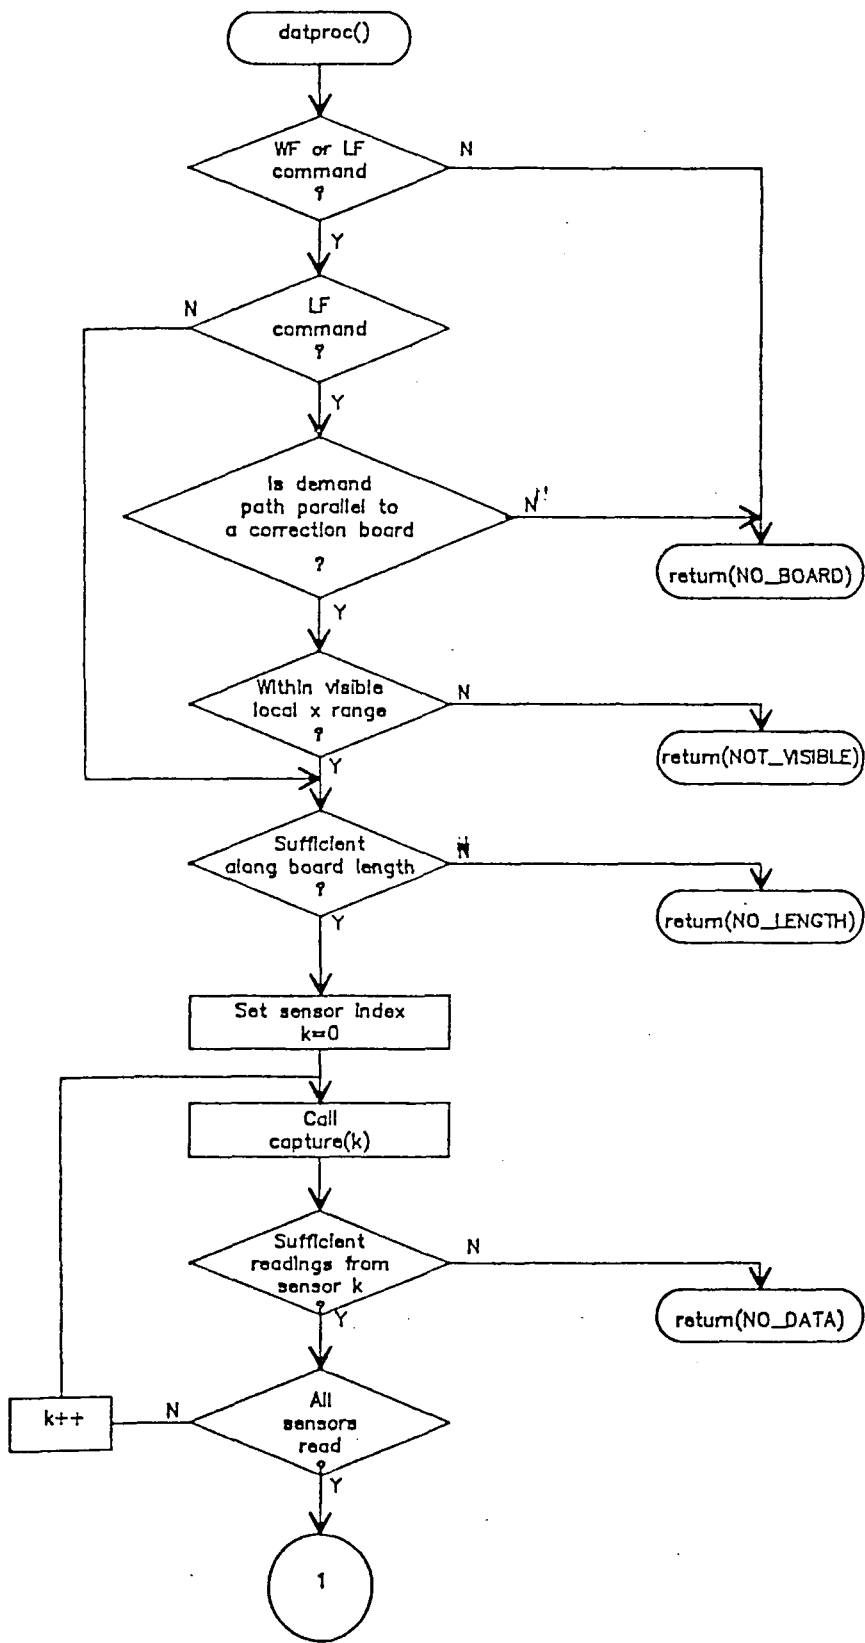 datproc()
WF or LF
command
?
N
Y
LF
command
?
N
Y
Is demand
path parallel to
a correction board
?
N
return(NO_BOARD)
Y
Within visible
local x range
?
N
return(NOT_VISIBLE)
Y
Sufficient
along board length
?
N
return(NO_LENGTH)
Y
Set sensor index
k=0
Call
capture(k)
Sufficient
readings from
sensor k
?
N
return(NO_DATA)
Y
All
sensors
read
?
N
k++
Y
1